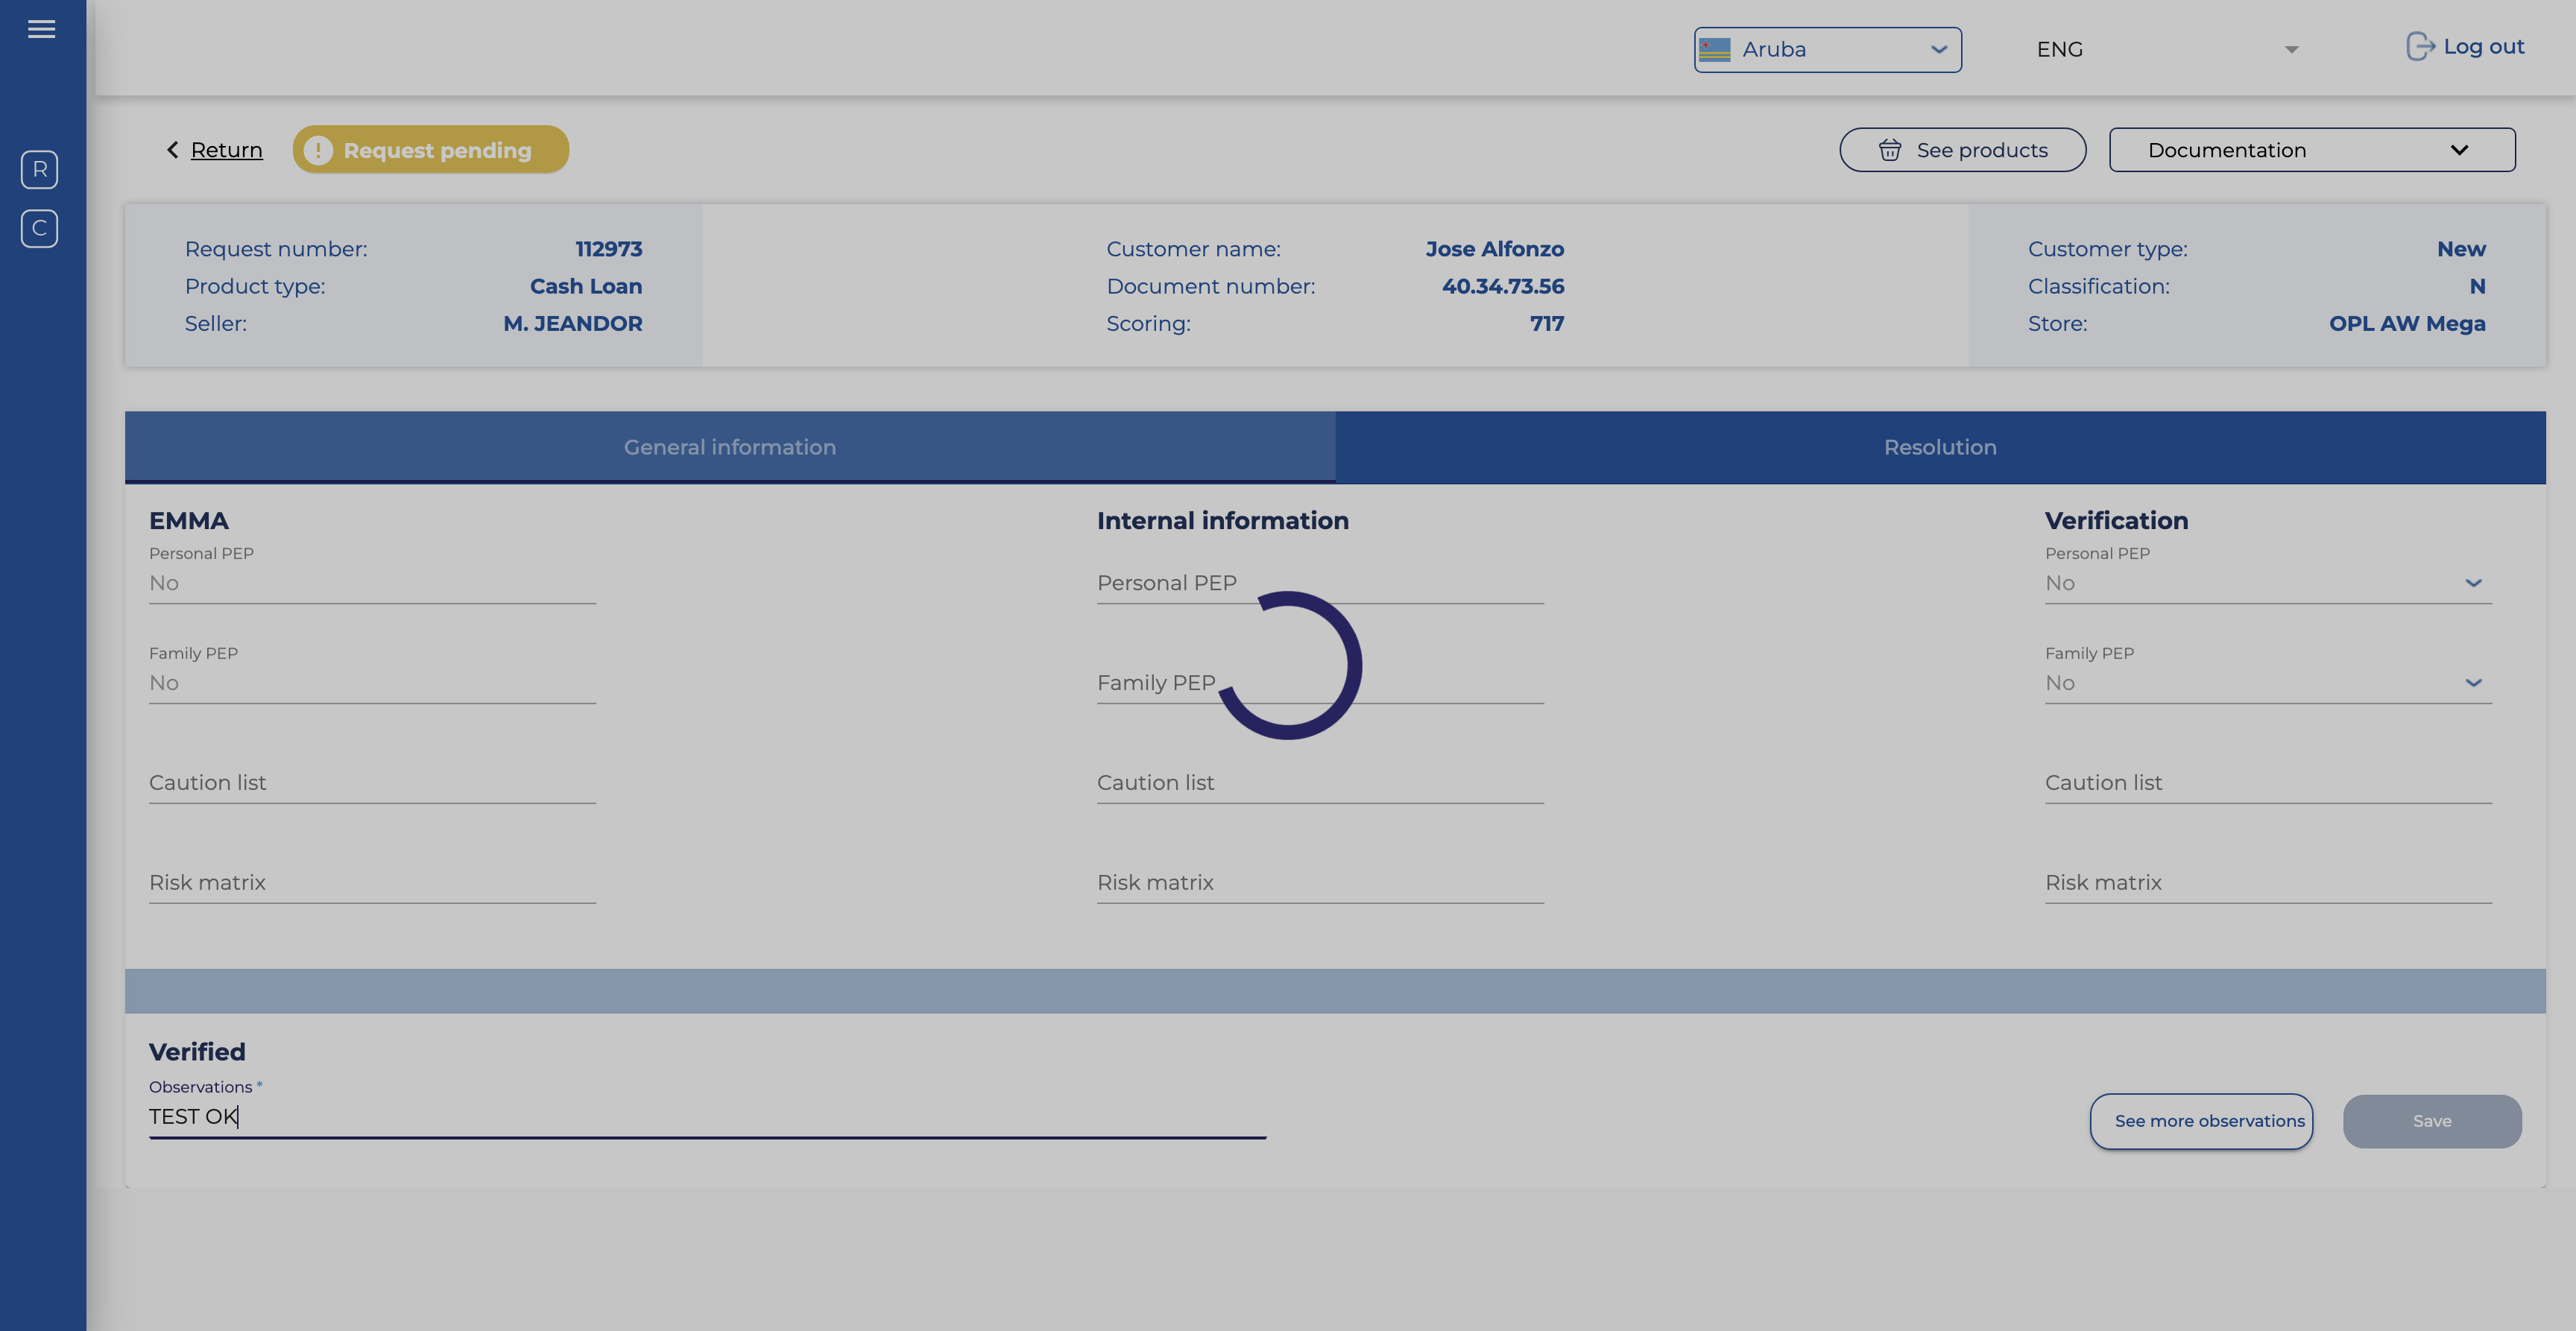 Aruba
ENG
Log out
R
C
Return
Request pending
See products
Documentation
Request number: 112973
Product type: Cash Loan
Seller: M. JEANDOR
Customer name: Jose Alfonzo
Document number: 40.34.73.56
Scoring: 717
Customer type: New
Classification: N
Store: OPL AW Mega
General information
Resolution
EMMA
Personal PEP
No
Family PEP
No
Caution list
Risk matrix
Internal information
Personal PEP
Family PEP
Caution list
Risk matrix
Verification
Personal PEP
No
Family PEP
No
Caution list
Risk matrix
Verified
Observations *
TEST OK
See more observations
Save